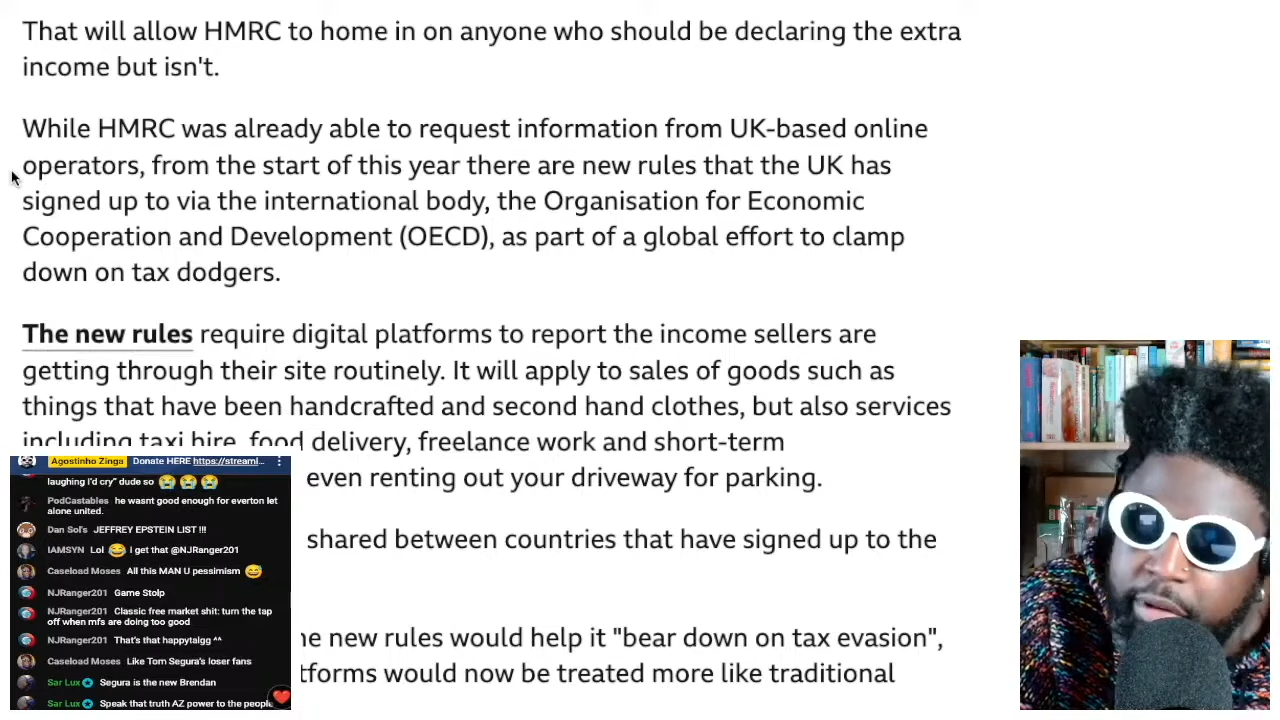 That will allow HMRC to home in on anyone who should be declaring the extra
income but isn't.
While HMRC was already able to request information from UK-based online
operators, from the start of this year there are new rules that the UK has
signed up to via the international body, the Organisation for Economic
Cooperation and Development (OECD), as part of a global effort to clamp
down on tax dodgers.
The new rules require digital platforms to report the income sellers are
getting through their site routinely. It will apply to sales of goods such as
things that have been handcrafted and second hand clothes, but also services
including taxi hire, food delivery, freelance work and short-term
even renting out your driveway for parking.
shared between countries that have signed up to the
he new rules would help it "bear down on tax evasion",
tforms would now be treated more like traditional
Agostinho Zinga Donate HERE https://streaml...
laughing I'd cry" dude so 😭 😭 😭
PodCastables he wasnt good enough for everton let
alone united.
Dan Sol's JEFFREY EPSTEIN LIST !!!
IAMSYN Lol 😅 I get that @NJRanger201
Caseload Moses All this MAN U pessimism 😅
NJRanger201 Game Stolp
NJRanger201 Classic free market shit: turn the tap
off when mfs are doing too good
NJRanger201 That's that happytalgg ^^
Caseload Moses Like Tom Segura's loser fans
Sar Lux Segura is the new Brendan
Sar Lux Speak that truth AZ power to the people